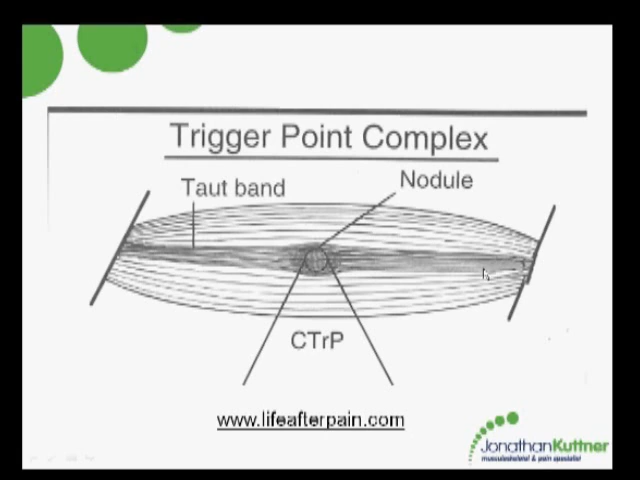 Trigger Point Complex
Taut band
Nodule
CTrP
www.lifeafterpain.com
JonathanKuttner
musculoskeletal & pain specialist